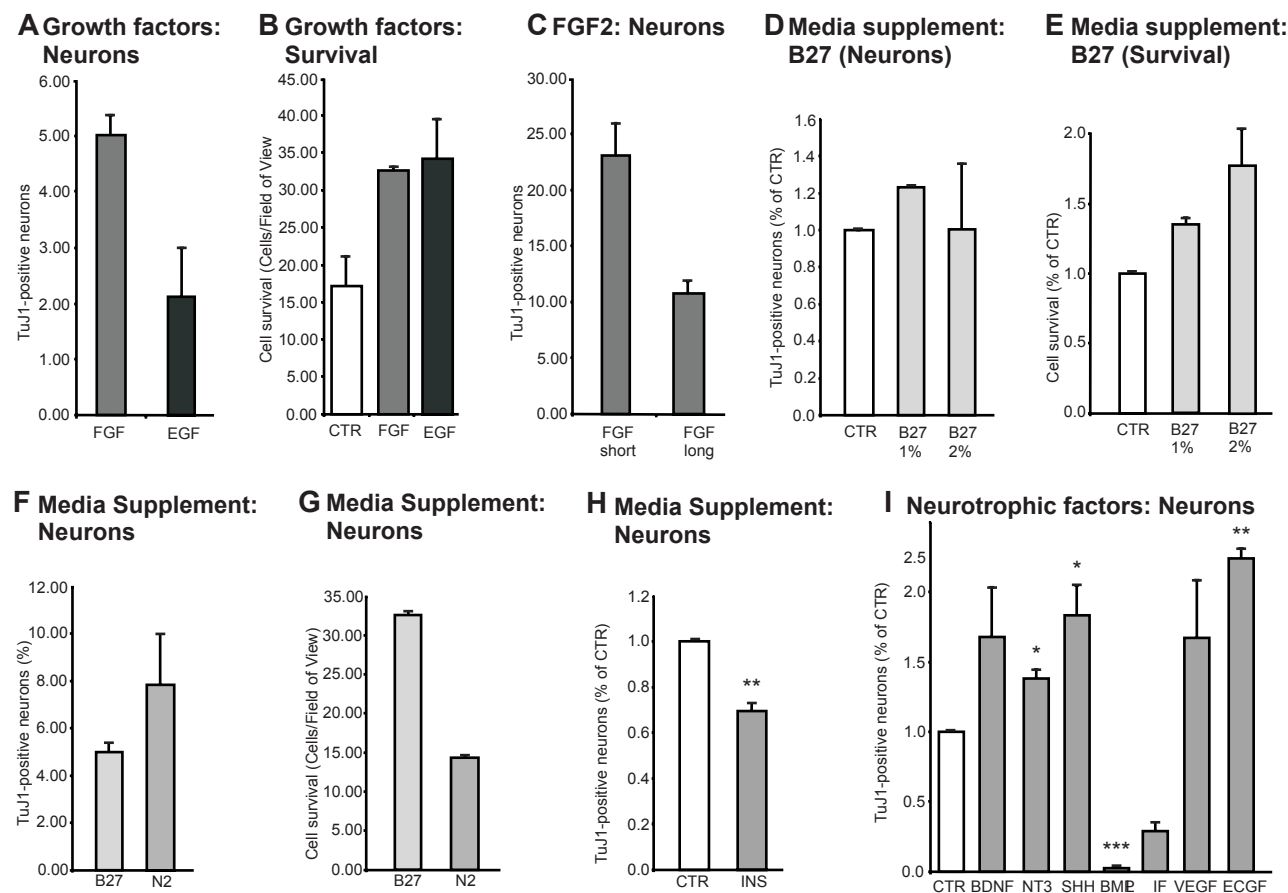 A Growth factors:
Neurons
TuJ1-positive neurons
6.00
5.00
4.00
3.00
2.00
1.00
0.00
FGF EGF
B Growth factors:
Survival
Cell survival (Cells/Field of View)
45.00
40.00
35.00
30.00
25.00
20.00
15.00
10.00
5.00
0.00
CTR FGF EGF
C FGF2: Neurons
TuJ1-positive neurons
30.00
25.00
20.00
15.00
10.00
5.00
0.00
FGF FGF
short long
D Media supplement:
B27 (Neurons)
TuJ1-positive neurons (% of CTR)
1.6
1.4
1.2
1.0
1.2
1.0
0.0
CTR B27 B27
1% 2%
E Media supplement:
B27 (Survival)
Cell survival (% of CTR)
2.0
1.5
1.0
0.5
0.0
CTR B27 B27
1% 2%
F Media Supplement:
Neurons
TuJ1-positive neurons (%)
12.00
10.00
8.00
6.00
4.00
2.00
0.00
B27 N2
G Media Supplement:
Neurons
Cell survival (Cells/Field of View)
35.00
30.00
25.00
20.00
15.00
10.00
5.00
0.00
B27 N2
H Media Supplement:
Neurons
TuJ1-positive neurons (% of CTR)
1.2
1.0
0.8
0.6
0.4
0.2
0.0
**
CTR INS
I Neurotrophic factors: Neurons
TuJ1-positive neurons (% of CTR)
2.5
2.0
1.5
1.0
0.5
0.0
* * *** **
CTR BDNF NT3 SHH BMP IF VEGF ECGF